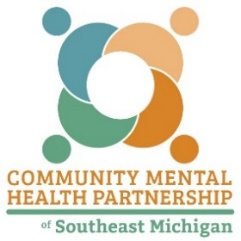 COMMUNITY MENTAL
HEALTH PARTNERSHIP
of Southeast Michigan